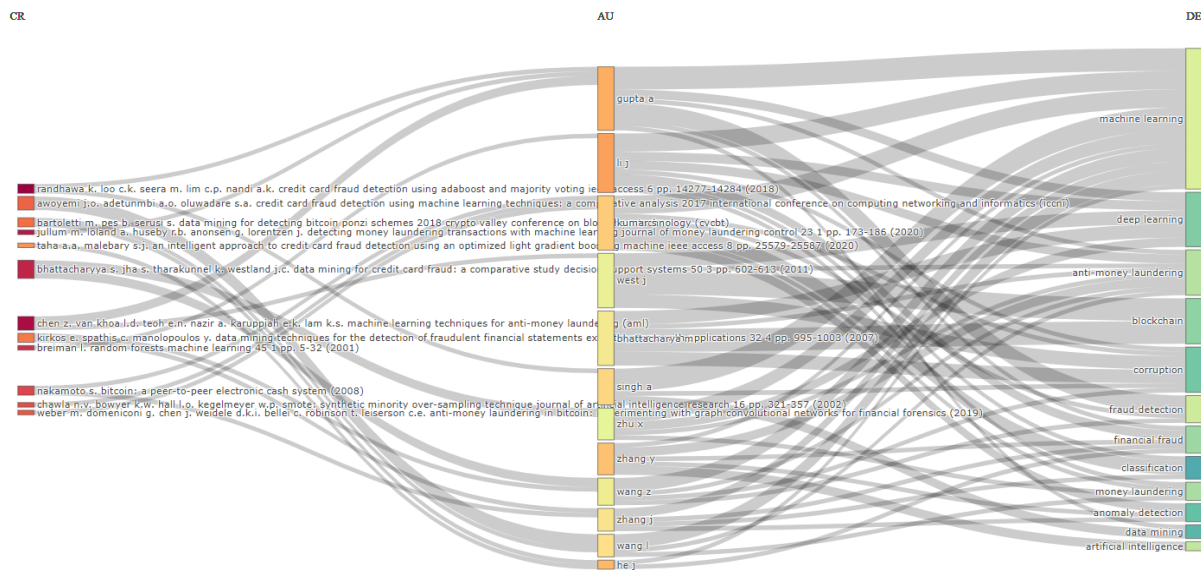 CR
AU
DE
randhawa k. loo c.k. seera m. lim c.p. nandi a.k. credit card fraud detection using adaboost and majority voting access 6 pp. 14277-14284 (2018)
awoyemi j.o. adetunmbi a.o. oluwadare s.a. credit card fraud detection using machine learning techniques: a comparative analysis 2017 international conference on computing networking and informatics (iccni)
bartoletti m. pes b. serusi s. data mining for detecting bitcoin ponzi schemes 2018 crypto valley conference on (cvcbt)
jullum m. loland a. huseby r.b. anonsen g. lorentzen j. detecting money laundering transactions with machine learning journal of money laundering control 23 1 pp. 173-186 (2020)
taha a.a. malebary s.j. an intelligent approach to credit card fraud detection using an optimized light gradient machine ieee access 8 pp. 25579-25587 (2020)
bhattacharyya s. jha s. tharakunnel k. westland j.c. data mining for credit card fraud: a comparative study decision support systems 50 3 pp. 602-613 (2011)
chen z. van khoa l.d. teoh e.n. nazir a. karuppiah e.k. lam k.s. machine learning techniques for anti-money laundering (aml)
kirkos e. spathis c. manolopoulos y. data mining techniques for the detection of fraudulent financial statements applications 32 4 pp. 995-1003 (2007)
breiman l. random forests machine learning 45 1 pp. 5-32 (2001)
nakamoto s. bitcoin: a peer-to-peer electronic cash system (2008)
chawla n.v. bowyer k.w. hall l.o. kegelmeyer w.p. smote: synthetic minority over-sampling technique journal of artificial intelligence research 16 pp. 321-357 (2002)
weber m. domeniconi g. chen j. weidele d.k.i. bellei c. robinson t. leiserson c.e. anti-money laundering in bitcoin: experimenting with graph convolutional networks for financial forensics (2019)
gupta a
li j
kumar s
west j
bhattacharya
singh a
zhu x
zhang y
wang z
zhang j
wang l
he j
machine learning
deep learning
anti-money laundering
blockchain
corruption
fraud detection
financial fraud
classification
money laundering
anomaly detection
data mining
artificial intelligence